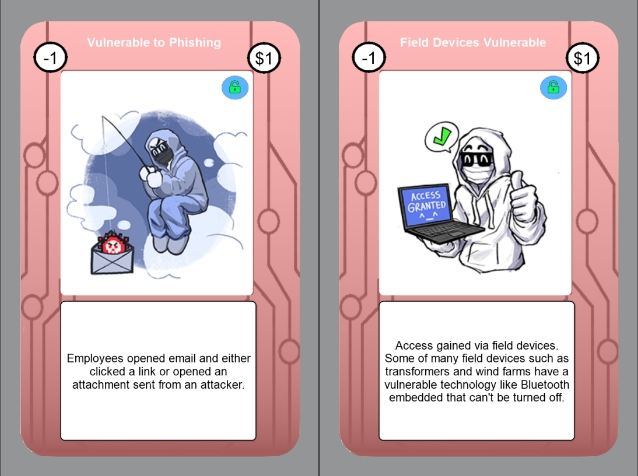 Vulnerable to Phishing
-1
$1
Employees opened email and either
clicked a link or opened an
attachment sent from an attacker.
Field Devices Vulnerable
-1
$1
ACCESS
GRANTED
^_^
Access gained via field devices.
Some of many field devices such as
transformers and wind farms have a
vulnerable technology like Bluetooth
embedded that can't be turned off.